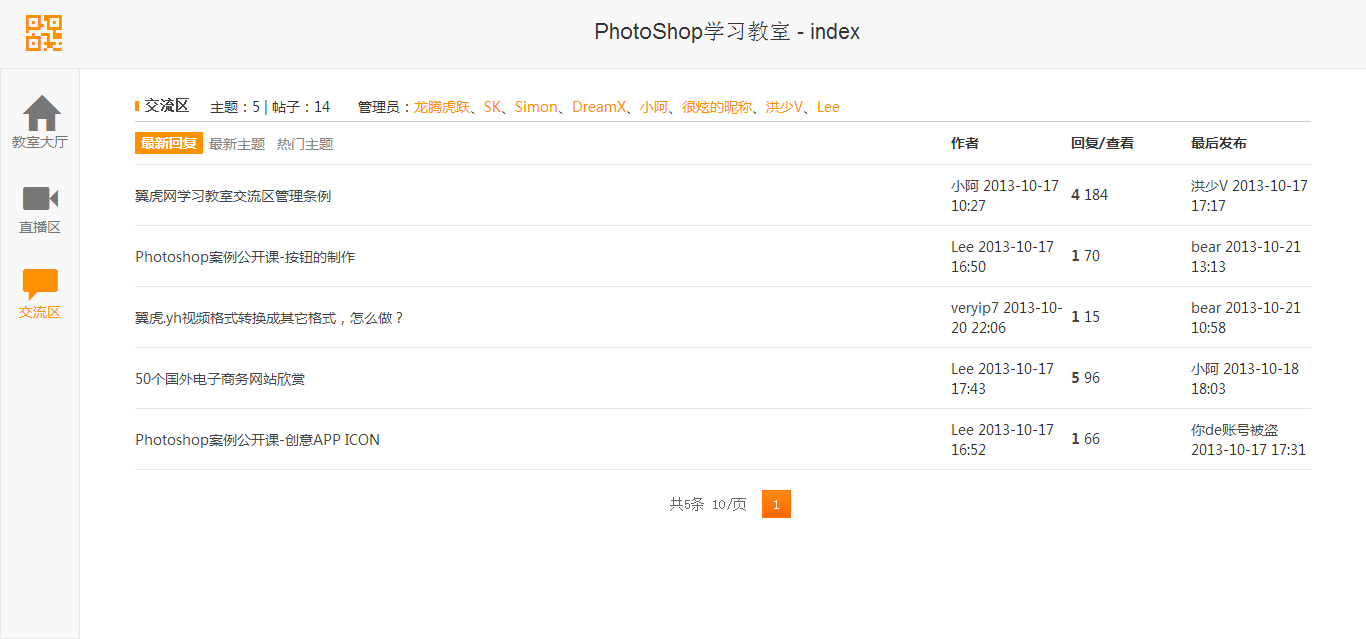 PhotoShop学习教室 - index
教室大厅
直播区
交流区
交流区 主题：5 | 帖子：14 管理员：龙腾虎跃、SK、Simon、DreamX、小阿、很炫的昵称、洪少V、Lee
最新回复 最新主题 热门主题 作者 回复/查看 最后发布
翼虎网学习教室交流区管理条例 小阿 2013-10-17 10:27 4 184 洪少V 2013-10-17 17:17
Photoshop案例公开课-按钮的制作 Lee 2013-10-17 16:50 1 70 bear 2013-10-21 13:13
翼虎.yh视频格式转换成其它格式，怎么做？ veryip7 2013-10-20 22:06 1 15 bear 2013-10-21 10:58
50个国外电子商务网站欣赏 Lee 2013-10-17 17:43 5 96 小阿 2013-10-18 18:03
Photoshop案例公开课-创意APP ICON Lee 2013-10-17 16:52 1 66 你de账号被盗 2013-10-17 17:31
共5条 10/页 1